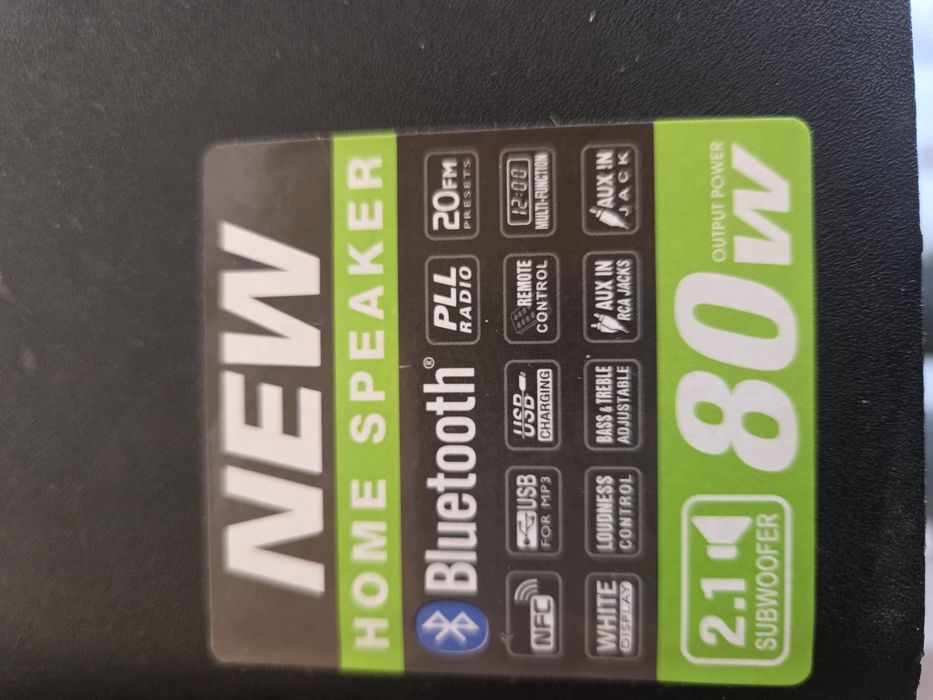 NEW
HOME SPEAKER
Bluetooth®
PLL
RADIO
20FM
PRESETS
NFC
USB
FOR MP3
USB
CHARGING
REMOTE
CONTROL
12:00
MULTI-FUNCTION
WHITE
DISPLAY
LOUDNESS
CONTROL
BASS & TREBLE
ADJUSTABLE
AUX IN
RCA JACKS
AUX IN
JACK
2.1
SUBWOOFER
80W
OUTPUT POWER